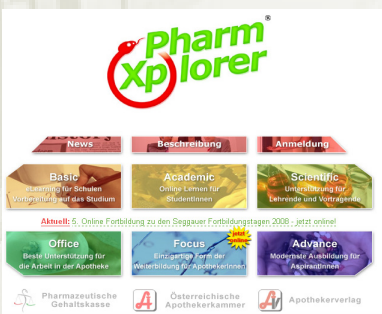 Pharm
Xplorer
®
News
Beschreibung
Anmeldung
Basic
eLearning für Schulen
Vorbereitung auf das Studium
Academic
Online Lernen für
StudentInnen
Scientific
Unterstützung für
Lehrende und Vortragende
Aktuell: 5. Online Fortbildung zu den Seggauer Fortbildungstagen 2008 - jetzt online!
Office
Beste Unterstützung für
die Arbeit in der Apotheke
Focus
Einzigartige Form der
Weiterbildung für ApothekerInnen
jetzt
Advance
Modernste Ausbildung für
AspirantInnen
Pharmazeutische
Gehaltskasse
Österreichische
Apothekerkammer
Apothekerverlag